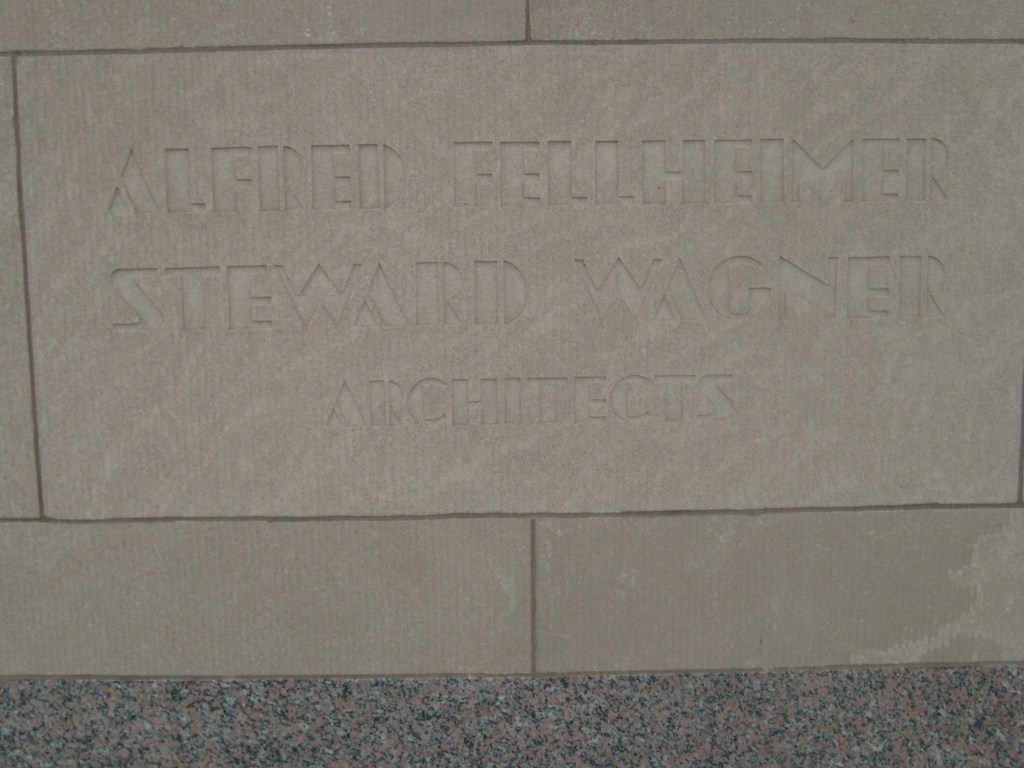 ALFRED FELLHEIMER
STEWARD WAGNER
ARCHITECTS